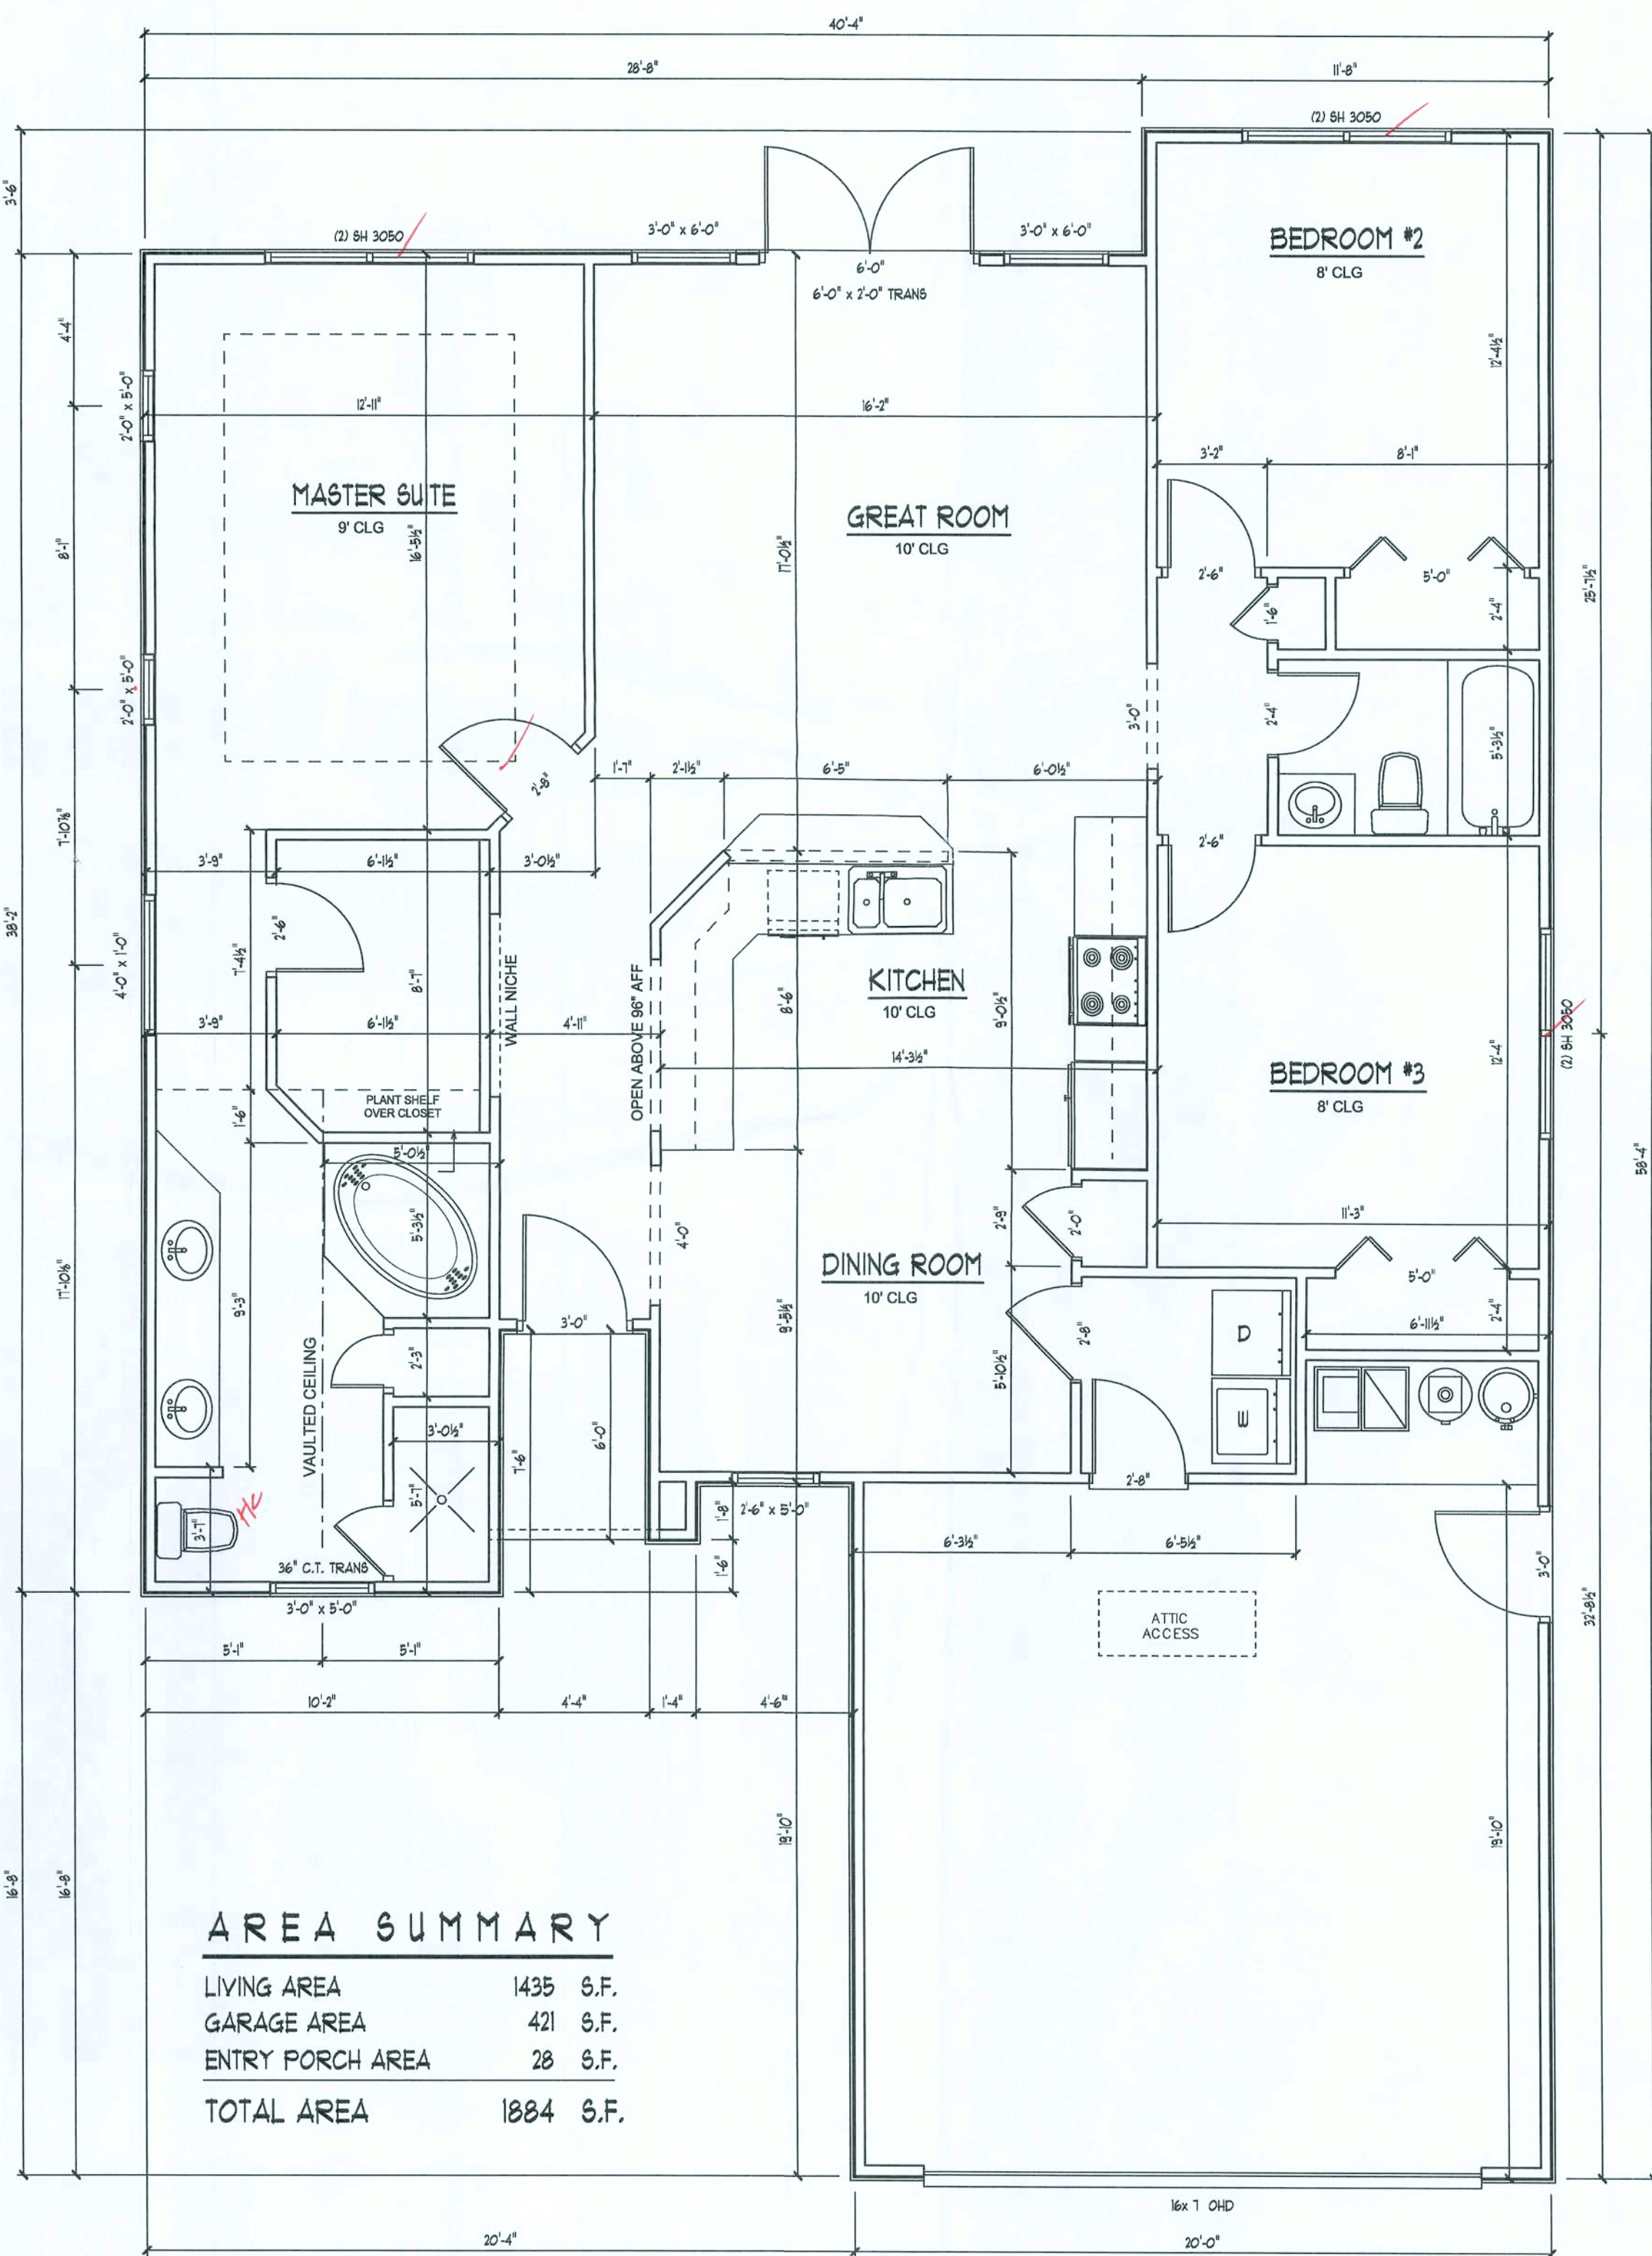 40'-4"
28'-8"
11'-8"
(2) SH 3050
3'-6"
(2) SH 3050
3'-0" x 6'-0"
3'-0" x 6'-0"
6'-0"
6'-0" x 2'-0" TRANS
BEDROOM #2
8' CLG
4'-4"
2'-0" x 5'-0"
12'-4½"
12'-11"
16'-2"
3'-2"
8'-1"
MASTER SUITE
9' CLG
16'-5½"
GREAT ROOM
10' CLG
17'-0½"
8'-1"
2'-6"
5'-0"
1'-6"
2'-4"
25'-7½"
2'-0" x 5'-0"
3'-0"
2'-4"
5'-3½"
2'-8"
1'-7"
2'-1½"
6'-5"
6'-0½"
7'-10⅞"
3'-9"
6'-1½"
3'-0½"
2'-6"
38'-2"
2'-6"
7'-4½"
8'-7"
4'-0" x 1'-0"
WALL NICHE
OPEN ABOVE 96" AFF
KITCHEN
10' CLG
8'-6"
9'-0½"
3'-9"
6'-1½"
4'-11"
14'-3½"
12'-4"
(2) SH 3050
BEDROOM #3
8' CLG
PLANT SHELF
OVER CLOSET
1'-6"
5'-0½"
58'-4"
5'-3½"
4'-0"
2'-9"
2'-0"
11'-3"
DINING ROOM
10' CLG
17'-10⅛"
9'-3"
9'-5½"
5'-0"
2'-4"
6'-11½"
3'-0"
2'-8"
D
2'-3"
VAULTED CEILING
5'-10½"
W
3'-0½"
7'-6"
6'-0"
5'-7"
2'-8"
3'-7"
HC
1'-8"
2'-6" x 5'-0"
6'-3½"
6'-5½"
3'-0"
36" C.T. TRANS
1'-6"
3'-0" x 5'-0"
32'-8½"
ATTIC
ACCESS
5'-1"
5'-1"
10'-2"
4'-4"
1'-4"
4'-6"
19'-10"
19'-10"
16'-8"
16'-8"
AREA SUMMARY
LIVING AREA 1435 S.F.
GARAGE AREA 421 S.F.
ENTRY PORCH AREA 28 S.F.
TOTAL AREA 1884 S.F.
16x 7 OHD
20'-4"
20'-0"